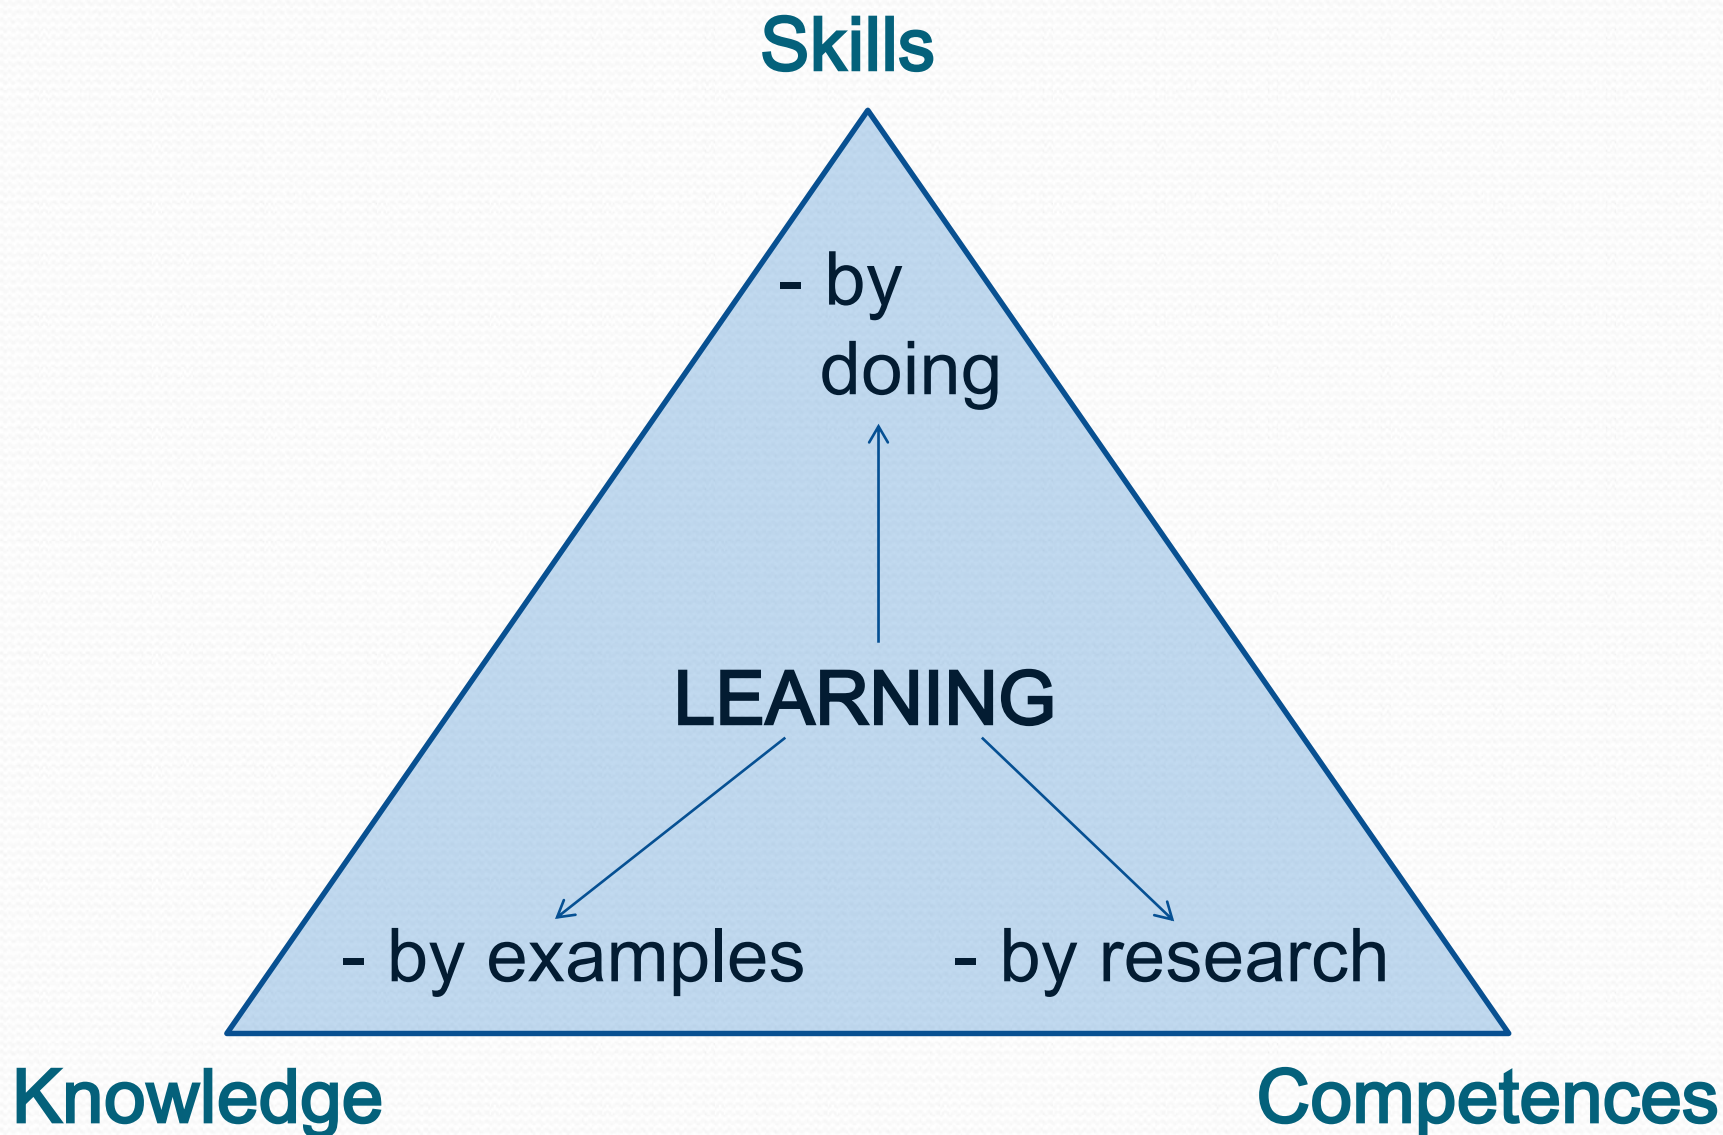 Skills
- by
doing
LEARNING
- by examples
- by research
Knowledge
Competences